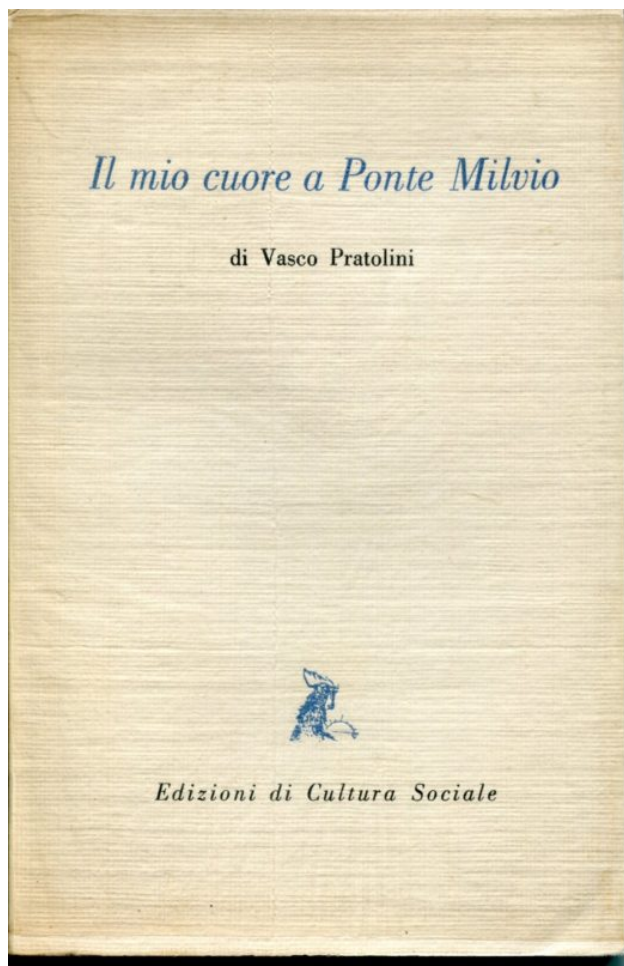 Il mio cuore a Ponte Milvio
di Vasco Pratolini
Edizioni di Cultura Sociale